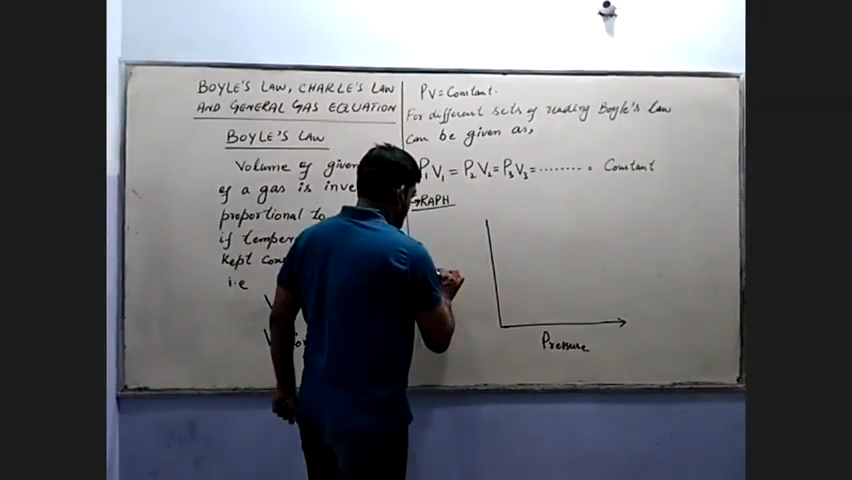 BOYLE'S LAW, CHARLE'S LAW
AND GENERAL GAS EQUATION
BOYLE'S LAW
Volume of given
of a gas is inve
proportional to
if temper
Kept con
i.e
PV = Constant.
For different sets of reading Boyle's Law
can be given as,
P₁V₁ = P₂V₂ = P₃V₃ = ........ = Constant
GRAPH
Pressure